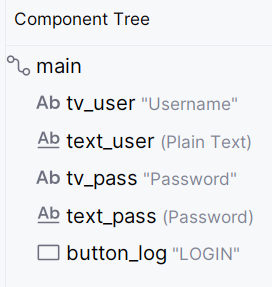 Component Tree
main
Ab tv_user "Username"
Ab text_user (Plain Text)
Ab tv_pass "Password"
Ab text_pass (Password)
button_log "LOGIN"